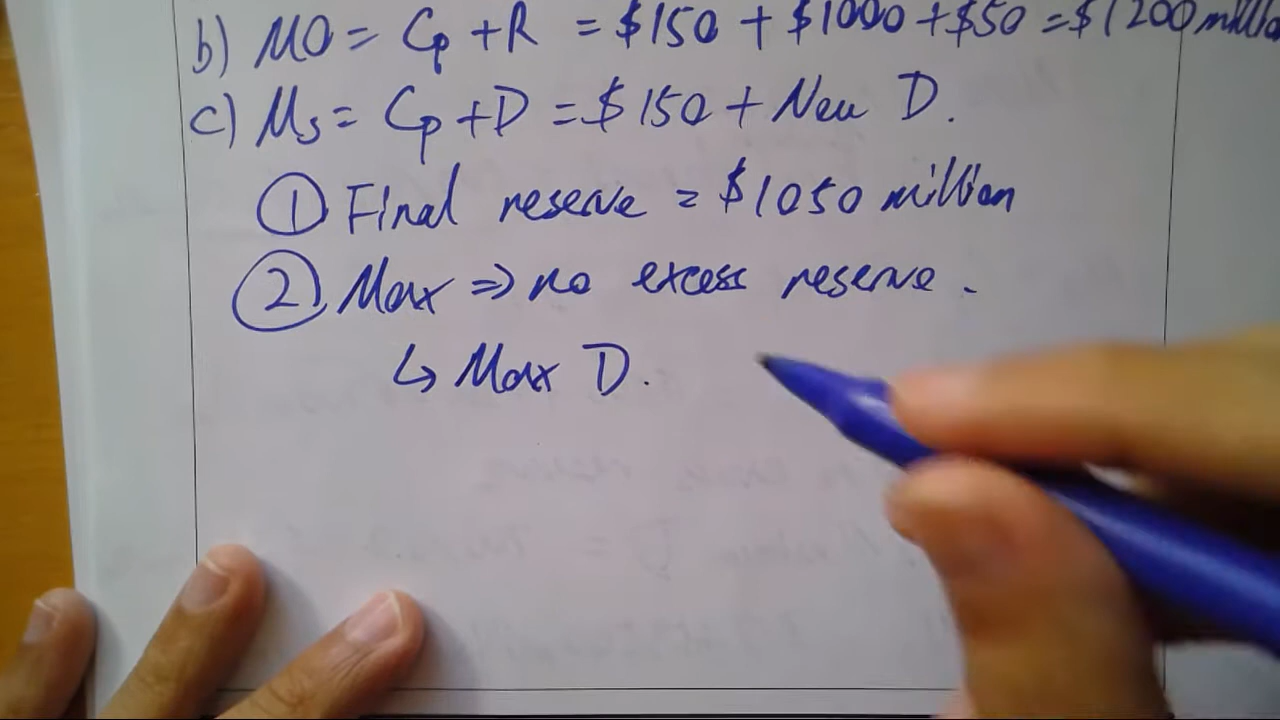 b) MO = Cp + R = $150 + $1000 + $50 = $1200 million
c) Ms = Cp + D = $150 + New D.
① Final reserve = $1050 million
② Max ⇒ no excess reserve.
↳ Max D.